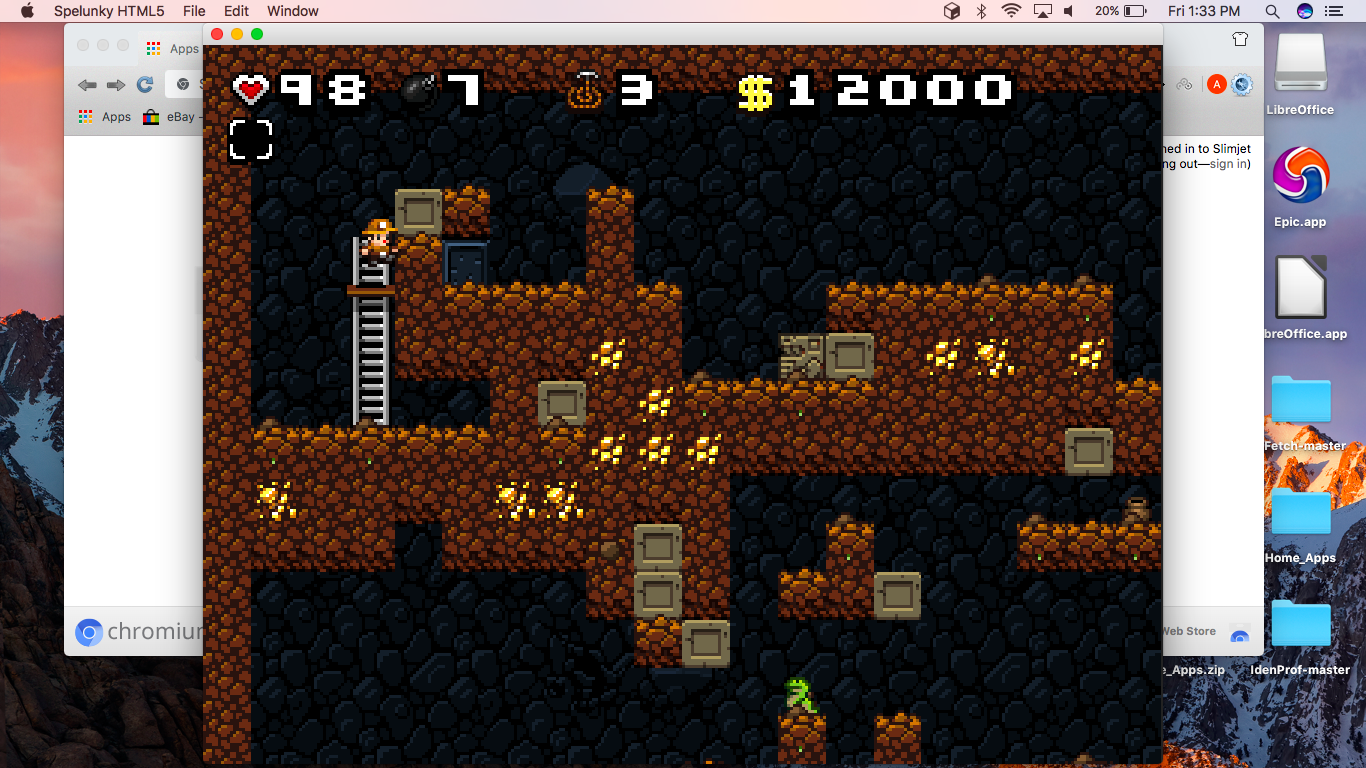 Spelunky HTML5 File Edit Window 20% Fri 1:33 PM
Apps
A
Apps eBay -
98 7 3 $12000
ned in to Slimjet
ng out—sign in)
LibreOffice
Epic.app
breOffice.app
Fetch-master
Home_Apps
chromiu
Web Store
e_Apps.zip
IdenProf-master